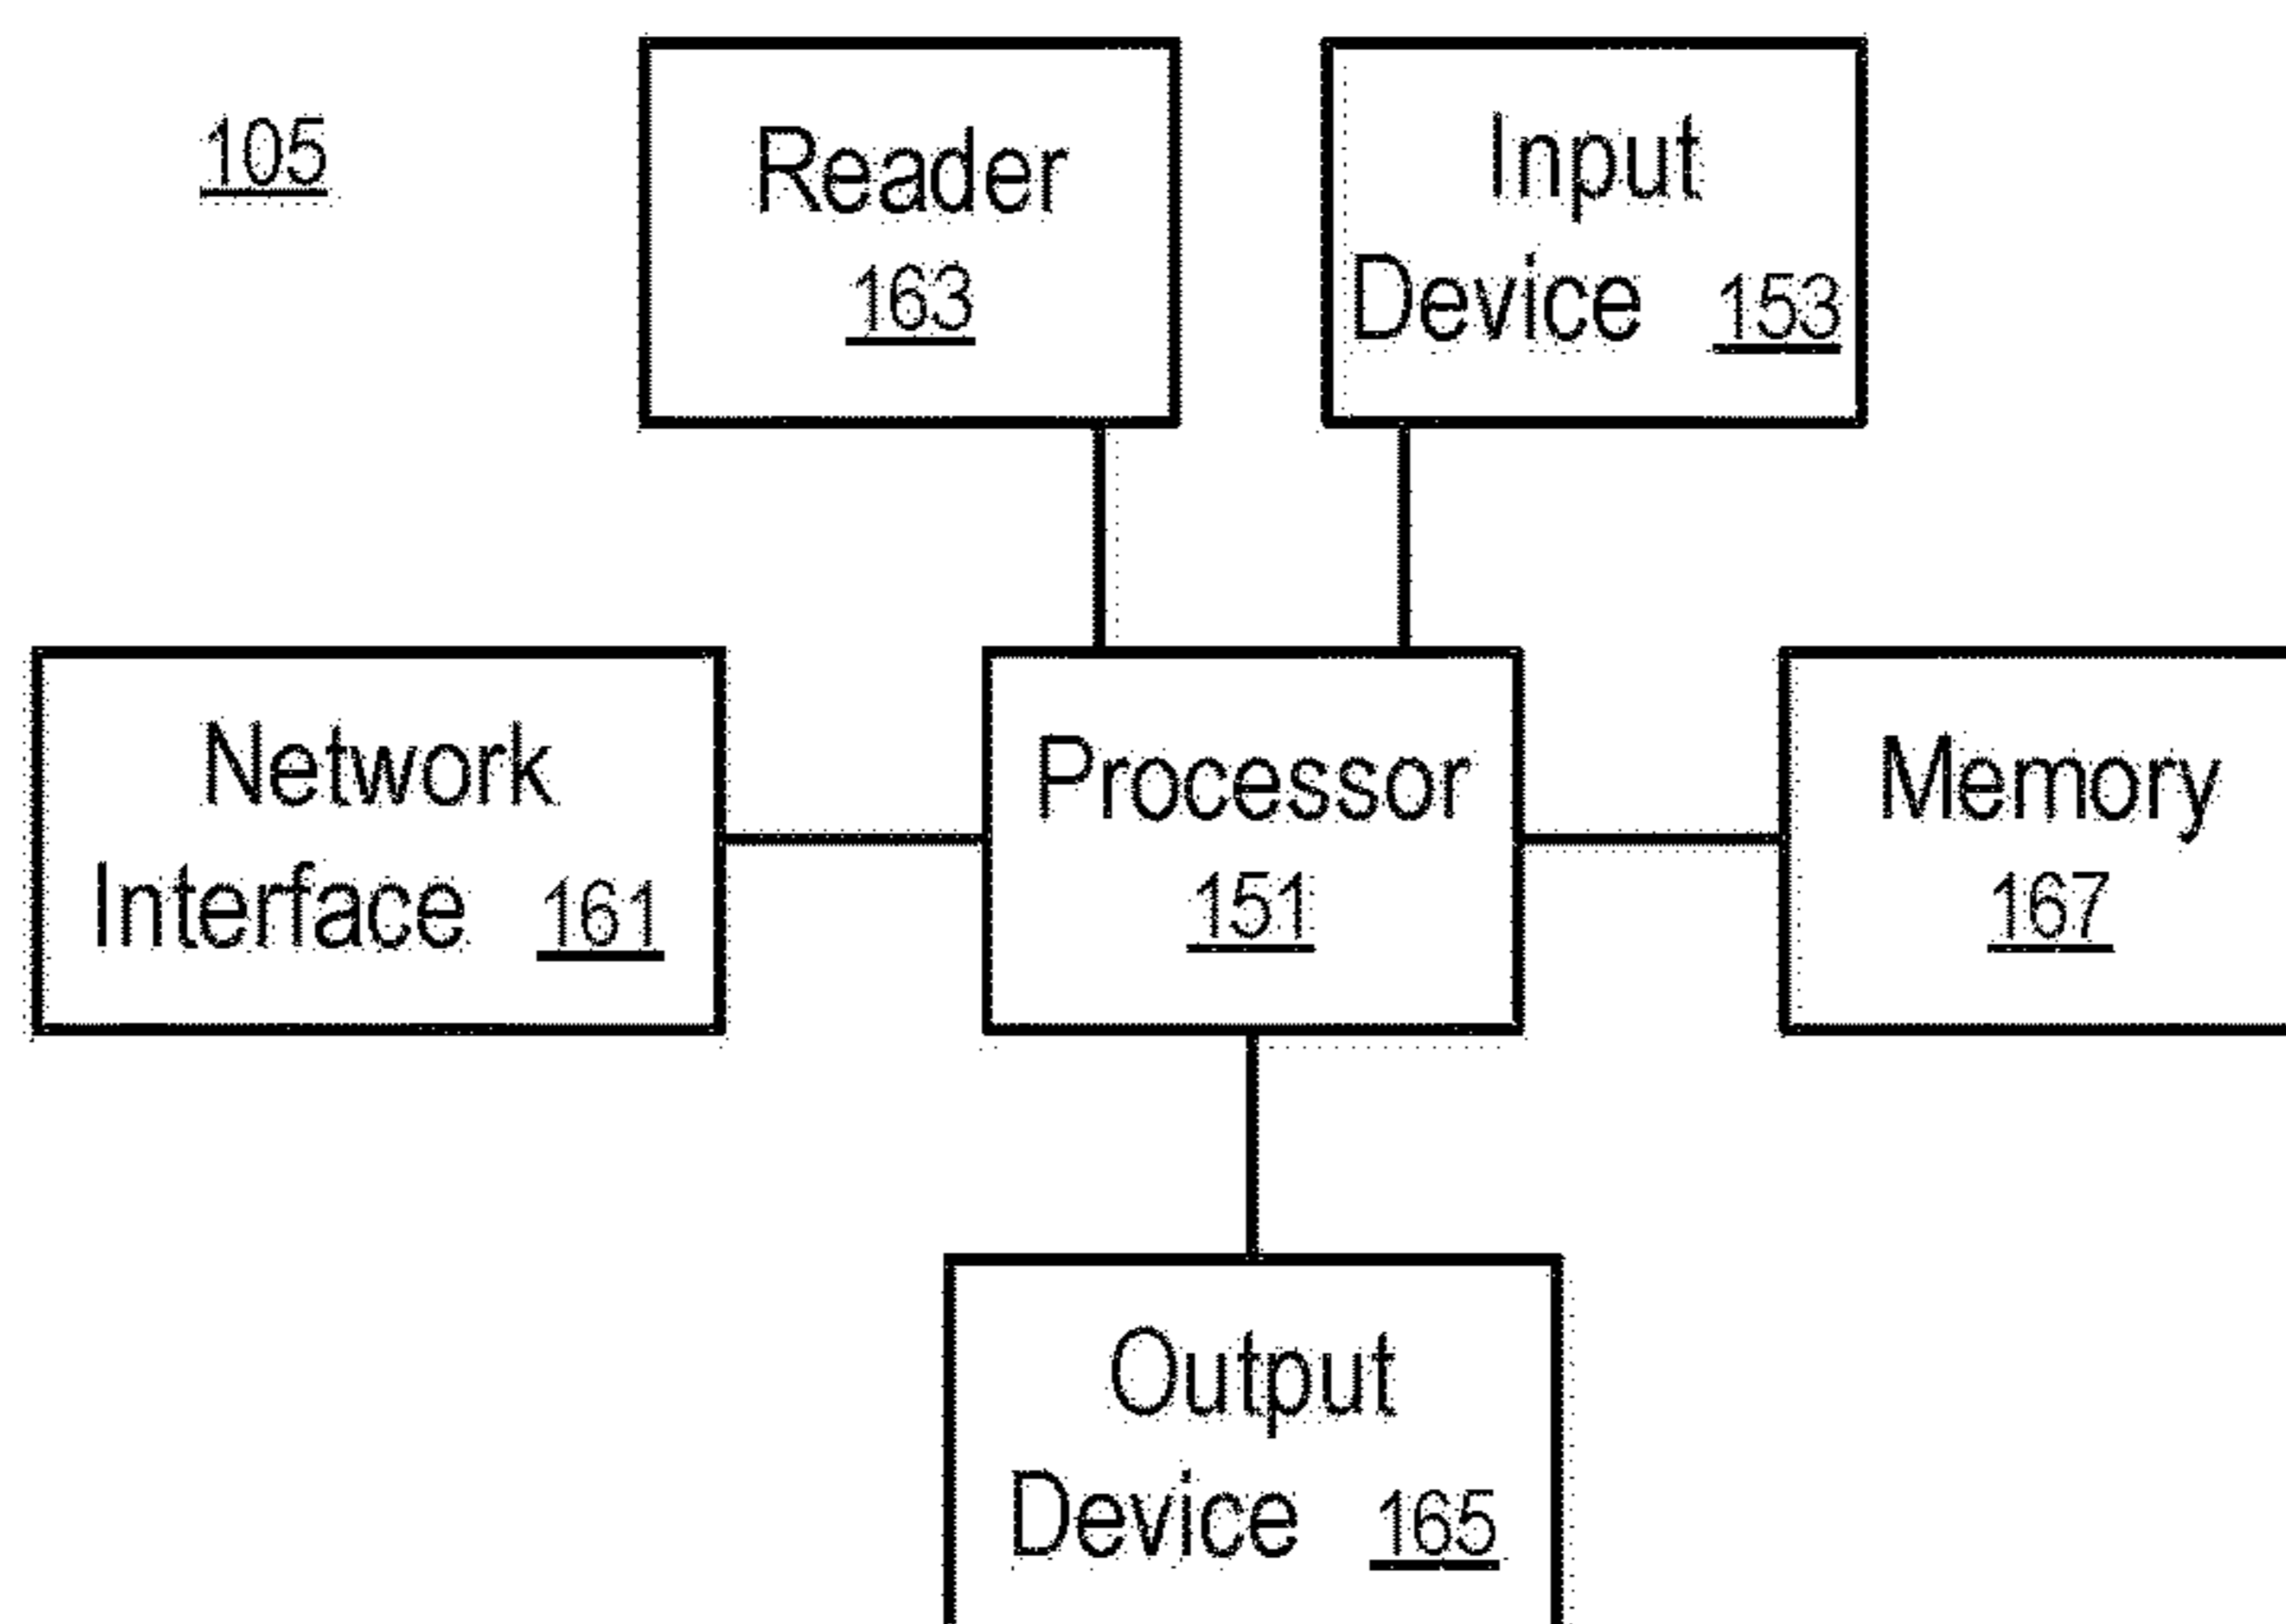 105
Reader
163
Input
Device 153
Network
Interface 161
Processor
151
Memory
167
Output
Device 165